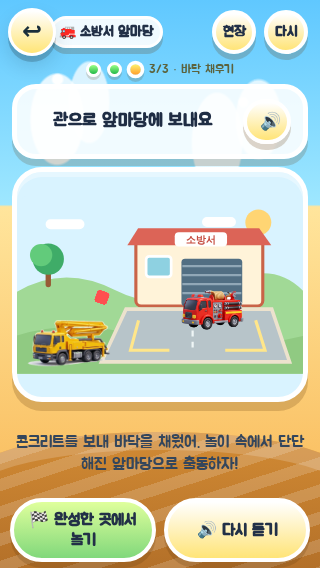 ↩ 🚒 소방서 앞마당 현장 다시
3/3 · 바닥 채우기
관으로 앞마당에 보내요 🔊
소방서
콘크리트를 보내 바닥을 채웠어. 놀이 속에서 단단
해진 앞마당으로 출동하자!
🏁 완성한 곳에서
놀기
🔊 다시 듣기